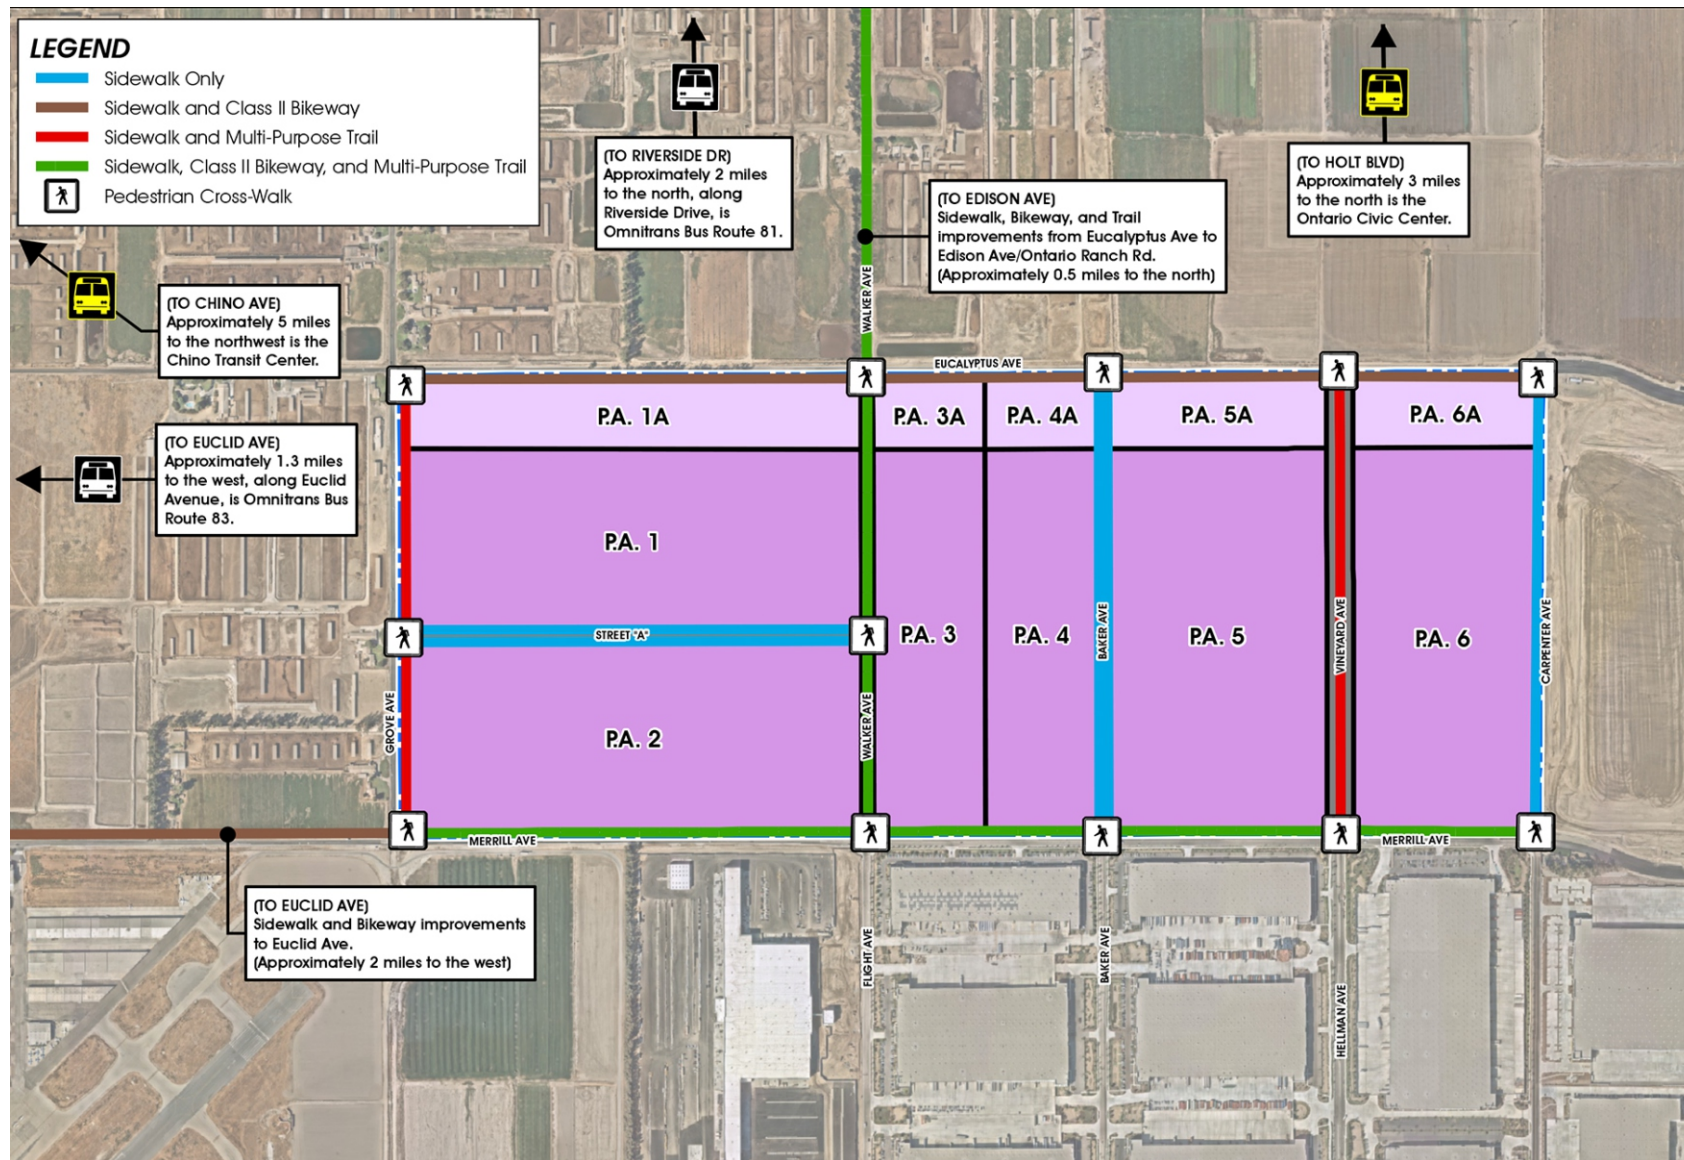 LEGEND
Sidewalk Only
Sidewalk and Class II Bikeway
Sidewalk and Multi-Purpose Trail
Sidewalk, Class II Bikeway, and Multi-Purpose Trail
Pedestrian Cross-Walk
(TO RIVERSIDE DR)
Approximately 2 miles
to the north, along
Riverside Drive, is
Omnitrans Bus Route 81.
(TO HOLT BLVD)
Approximately 3 miles
to the north is the
Ontario Civic Center.
(TO EDISON AVE)
Sidewalk, Bikeway, and Trail
improvements from Eucalyptus Ave to
Edison Ave/Ontario Ranch Rd.
(Approximately 0.5 miles to the north)
(TO CHINO AVE)
Approximately 5 miles
to the northwest is the
Chino Transit Center.
(TO EUCLID AVE)
Approximately 1.3 miles
to the west, along Euclid
Avenue, is Omnitrans Bus
Route 83.
WALKER AVE
EUCALYPTUS AVE
P.A. 1A
P.A. 3A
P.A. 4A
P.A. 5A
P.A. 6A
P.A. 1
STREET "A"
P.A. 3
P.A. 4
BAKER AVE
P.A. 5
VINEYARD AVE
P.A. 6
CARPENTER AVE
GROVE AVE
P.A. 2
WALKER AVE
MERRILL AVE
MERRILL AVE
(TO EUCLID AVE)
Sidewalk and Bikeway improvements
to Euclid Ave.
(Approximately 2 miles to the west)
FLIGHT AVE
BAKER AVE
HELLMAN AVE